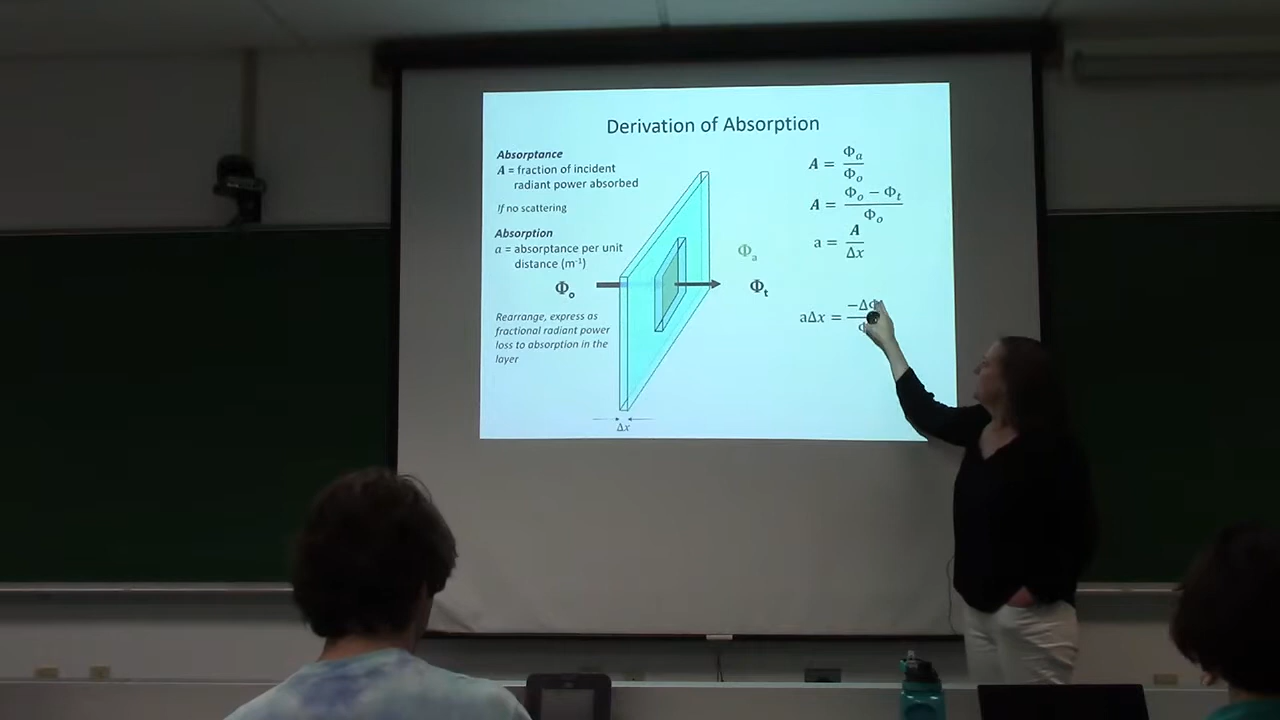 Derivation of Absorption
Absorptance
A = fraction of incident
radiant power absorbed
If no scattering
Absorption
a = absorptance per unit
distance (m⁻¹)
Φₒ
Rearrange, express as
fractional radiant power
loss to absorption in the
layer
Δx
Φₐ
Φₜ
A = Φₐ / Φₒ
A = Φₒ − Φₜ / Φₒ
a = A / Δx
aΔx = −ΔΦ